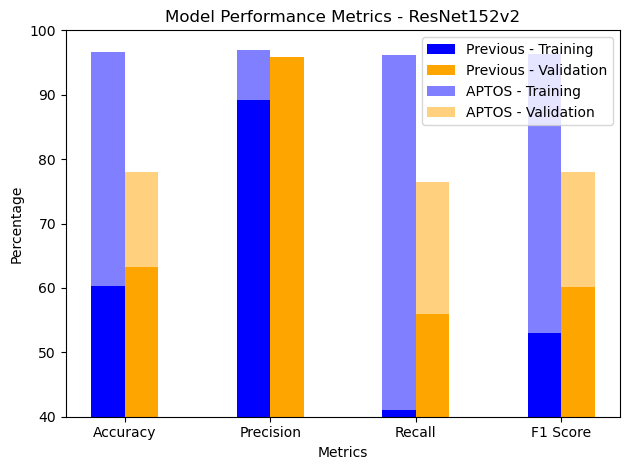 Model Performance Metrics - ResNet152v2
Previous - Training
Previous - Validation
APTOS - Training
APTOS - Validation
100
90
80
70
60
50
40
Percentage
Accuracy
Precision
Recall
F1 Score
Metrics